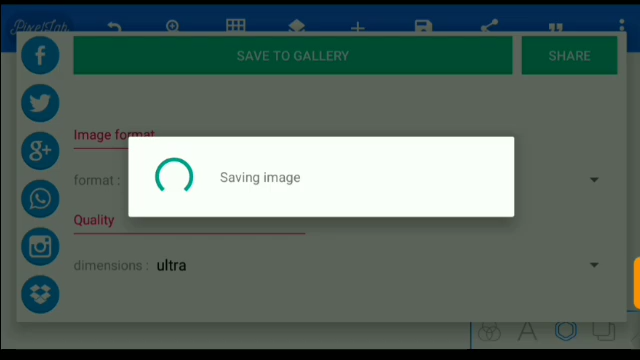 PixelLab
SAVE TO GALLERY
SHARE
Image format
Saving image
format :
Quality
dimensions : ultra